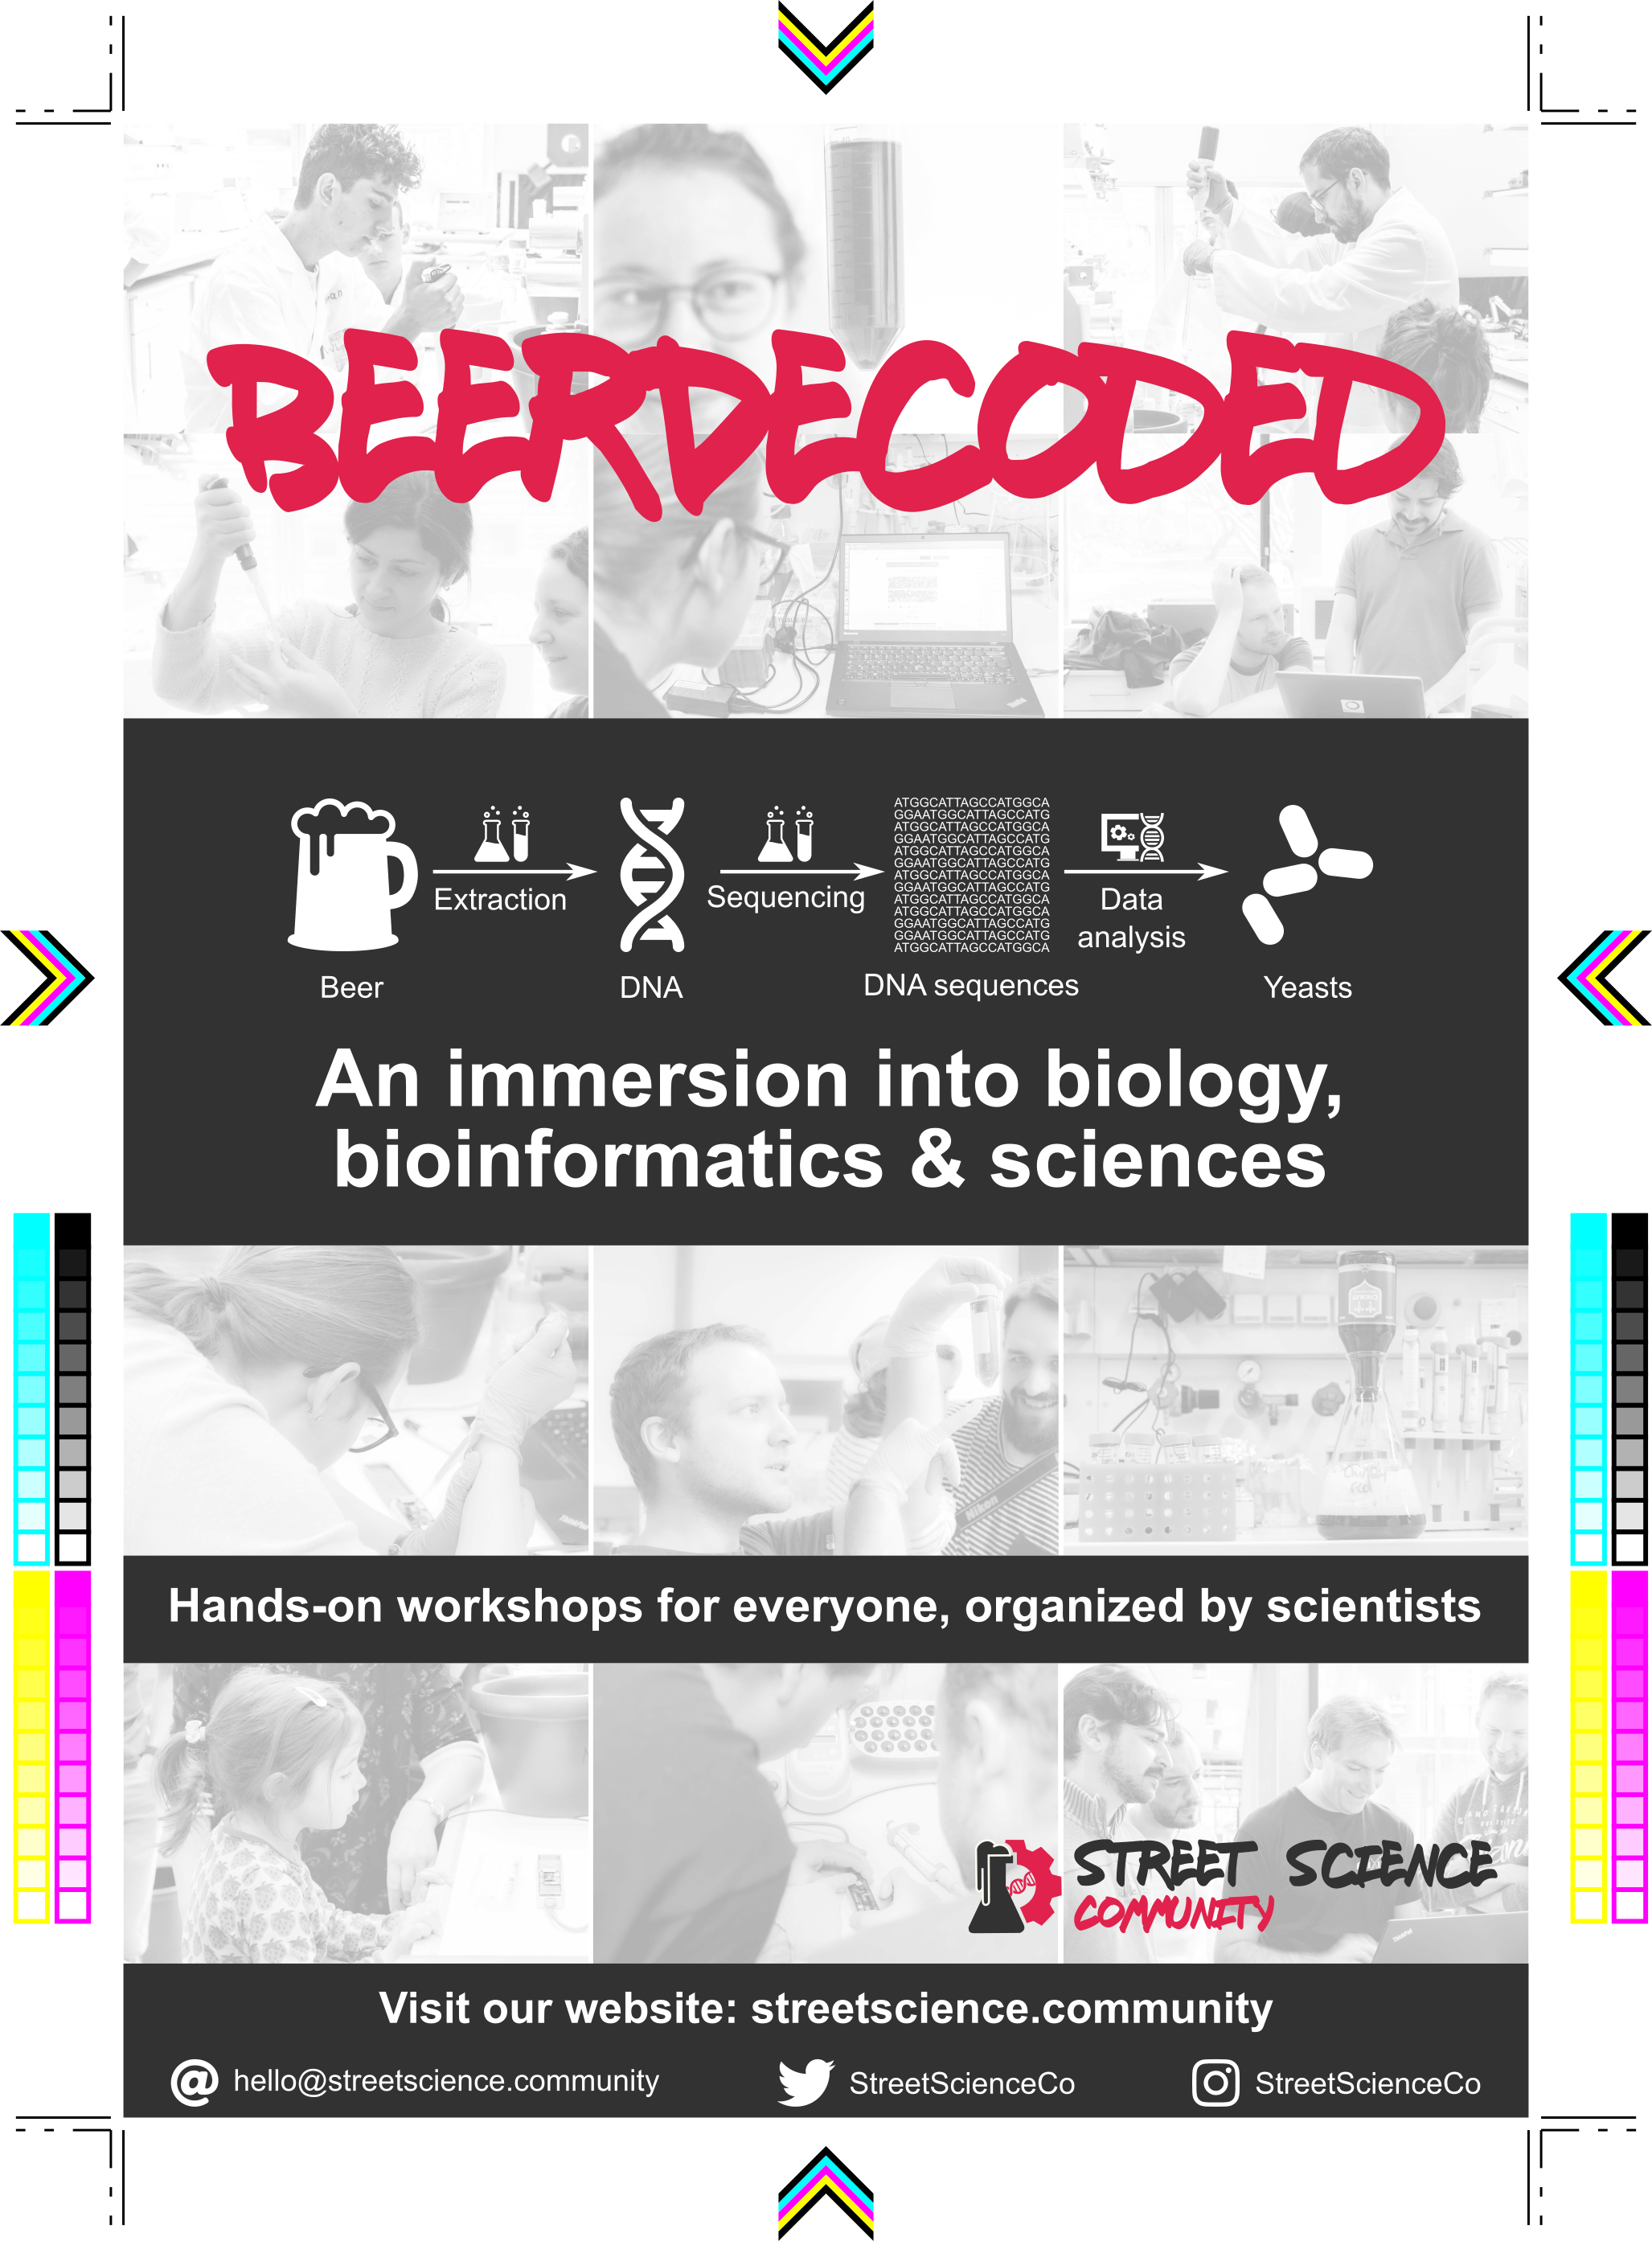 BEERDECODED
ATGGCATTAGCCATGGCA
GGAATGGCATTAGCCATG
ATGGCATTAGCCATGGCA
GGAATGGCATTAGCCATG
ATGGCATTAGCCATGGCA
GGAATGGCATTAGCCATG
ATGGCATTAGCCATGGCA
GGAATGGCATTAGCCATG
ATGGCATTAGCCATGGCA
ATGGCATTAGCCATGGCA
GGAATGGCATTAGCCATG
GGAATGGCATTAGCCATG
ATGGCATTAGCCATGGCA
Extraction
Sequencing
Data
analysis
Beer
DNA
DNA sequences
Yeasts
An immersion into biology,
bioinformatics & sciences
Nikon
Hands-on workshops for everyone, organized by scientists
STREET SCIENCE
COMMUNITY
ThinkPad
Visit our website: streetscience.community
@ hello@streetscience.community
StreetScienceCo
StreetScienceCo